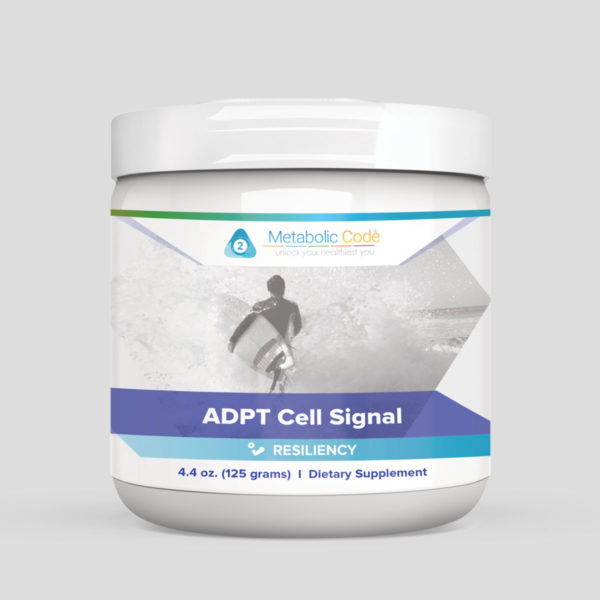 2
Metabolic Code
unlock your healthiest you
ADPT Cell Signal
RESILIENCY
4.4 oz. (125 grams) | Dietary Supplement